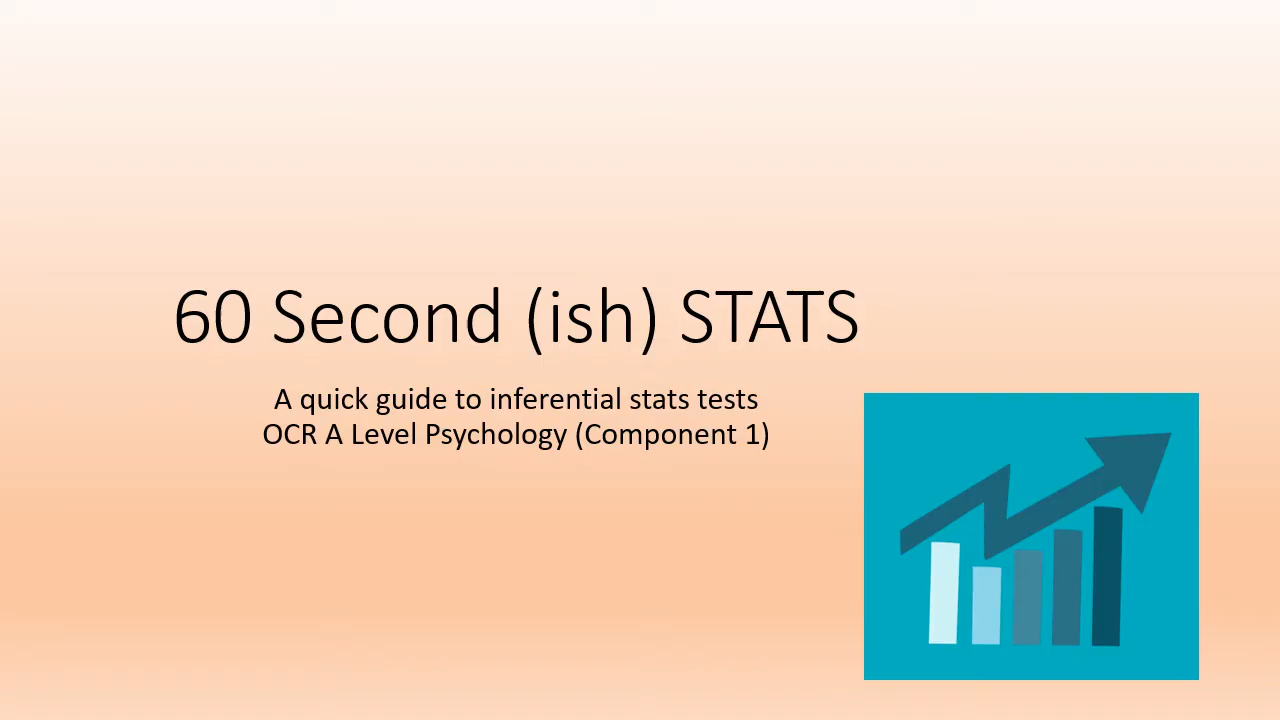 60 Second (ish) STATS
A quick guide to inferential stats tests
OCR A Level Psychology (Component 1)